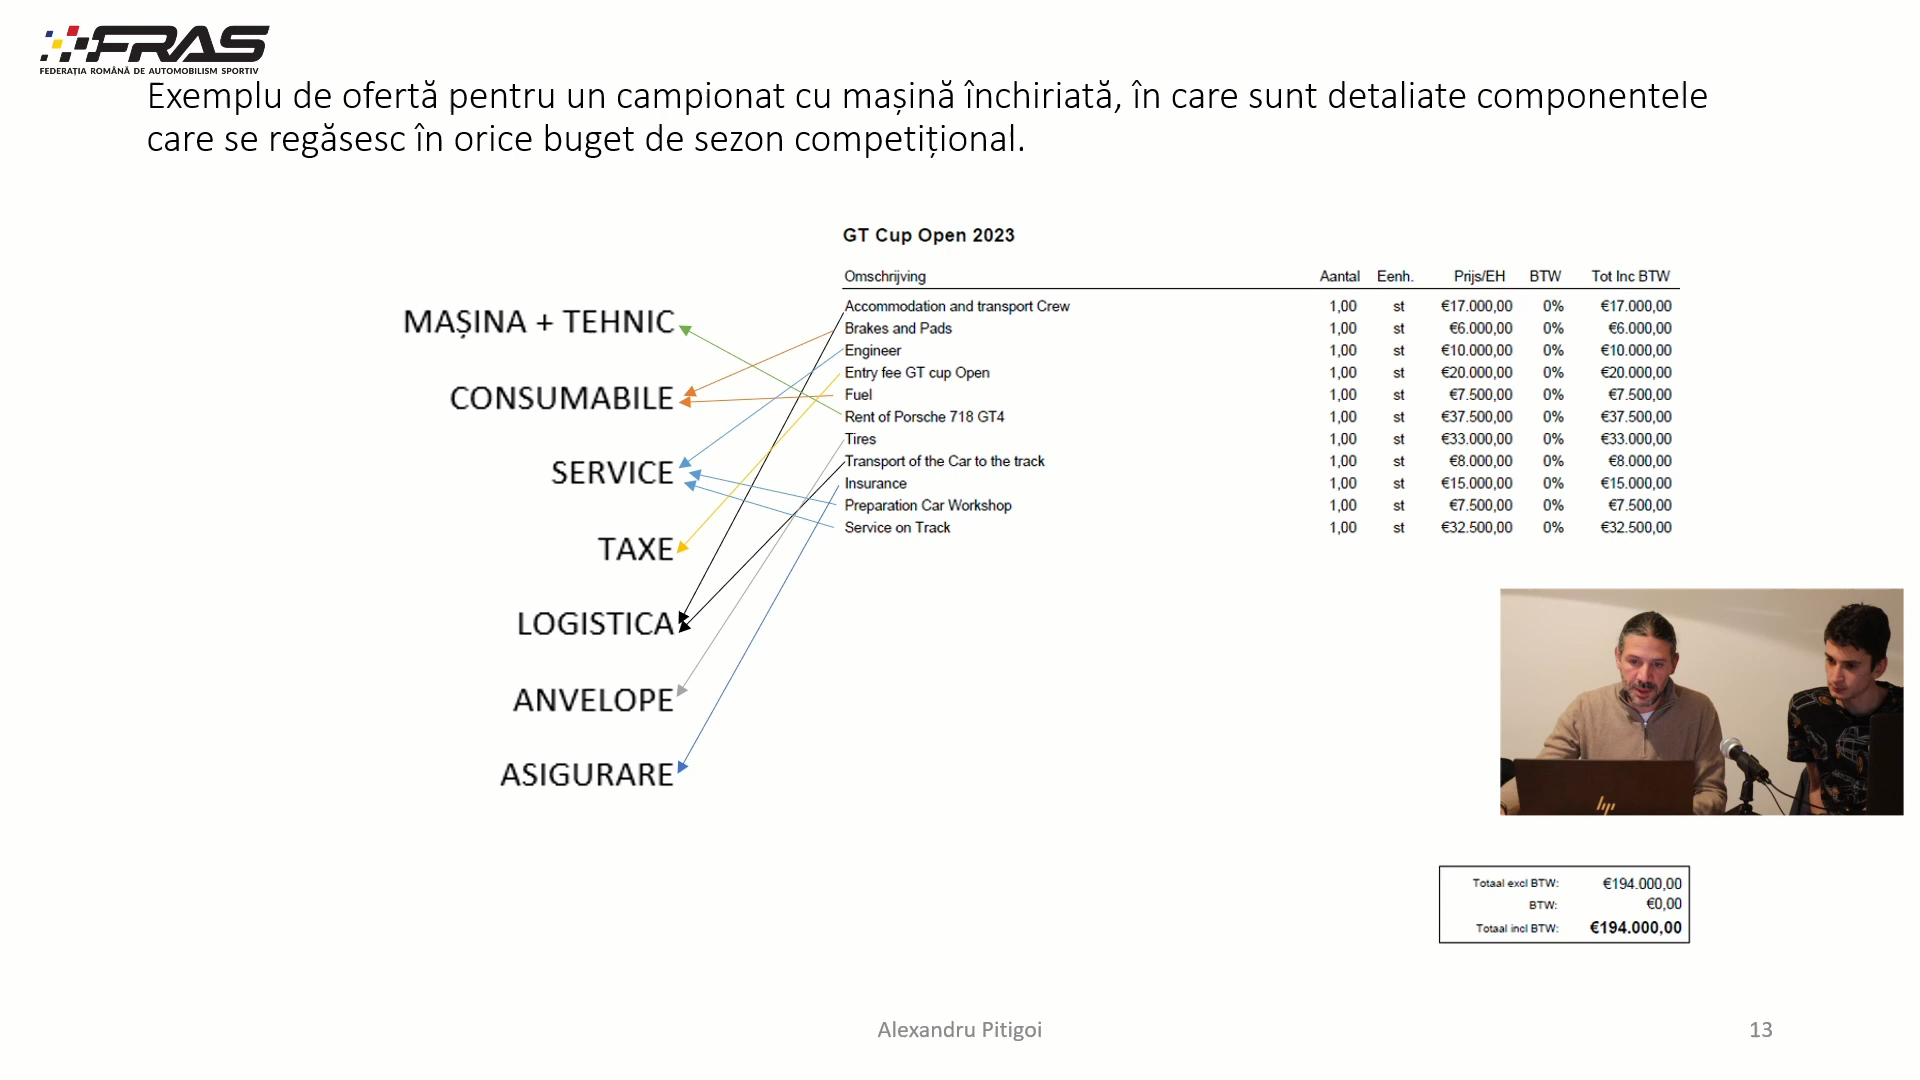 FRAS
FEDERAȚIA ROMÂNĂ DE AUTOMOBILISM SPORTIV
Exemplu de ofertă pentru un campionat cu mașină închiriată, în care sunt detaliate componentele
care se regăsesc în orice buget de sezon competițional.
MAȘINA + TEHNIC
CONSUMABILE
SERVICE
TAXE
LOGISTICA
ANVELOPE
ASIGURARE
GT Cup Open 2023
Omschrijving Aantal Eenh. Prijs/EH BTW Tot Inc BTW
Accommodation and transport Crew 1,00 st €17.000,00 0% €17.000,00
Brakes and Pads 1,00 st €6.000,00 0% €6.000,00
Engineer 1,00 st €10.000,00 0% €10.000,00
Entry fee GT cup Open 1,00 st €20.000,00 0% €20.000,00
Fuel 1,00 st €7.500,00 0% €7.500,00
Rent of Porsche 718 GT4 1,00 st €37.500,00 0% €37.500,00
Tires 1,00 st €33.000,00 0% €33.000,00
Transport of the Car to the track 1,00 st €8.000,00 0% €8.000,00
Insurance 1,00 st €15.000,00 0% €15.000,00
Preparation Car Workshop 1,00 st €7.500,00 0% €7.500,00
Service on Track 1,00 st €32.500,00 0% €32.500,00
hp
Totaal excl BTW: €194.000,00
BTW: €0,00
Totaal incl BTW: €194.000,00
Alexandru Pitigoi
13